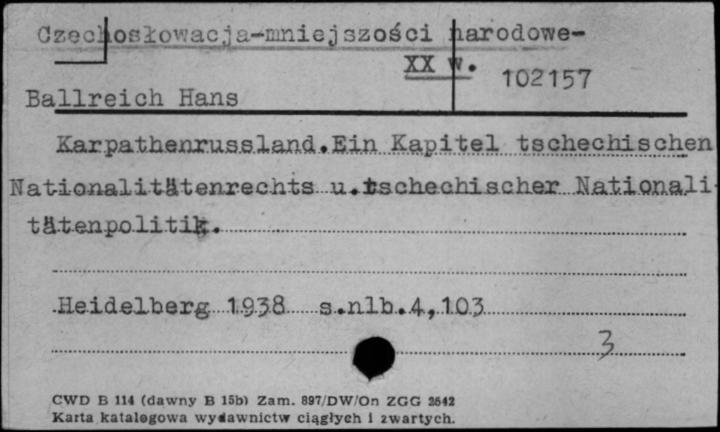 Czechosłowacja-mniejszości narodowe-
XX w.
102157
Ballreich Hans
Karpathenrussland.Ein Kapitel tschechischen
Nationalitätenrechts u.tschechischer Nationali-
tätenpolitik.
Heidelberg 1938 s.nlb.4,103
3
CWD B 114 (dawny B 15b) Zam. 897/DW/On ZGG 2642
Karta katalogowa wydawnictw ciągłych i zwartych.